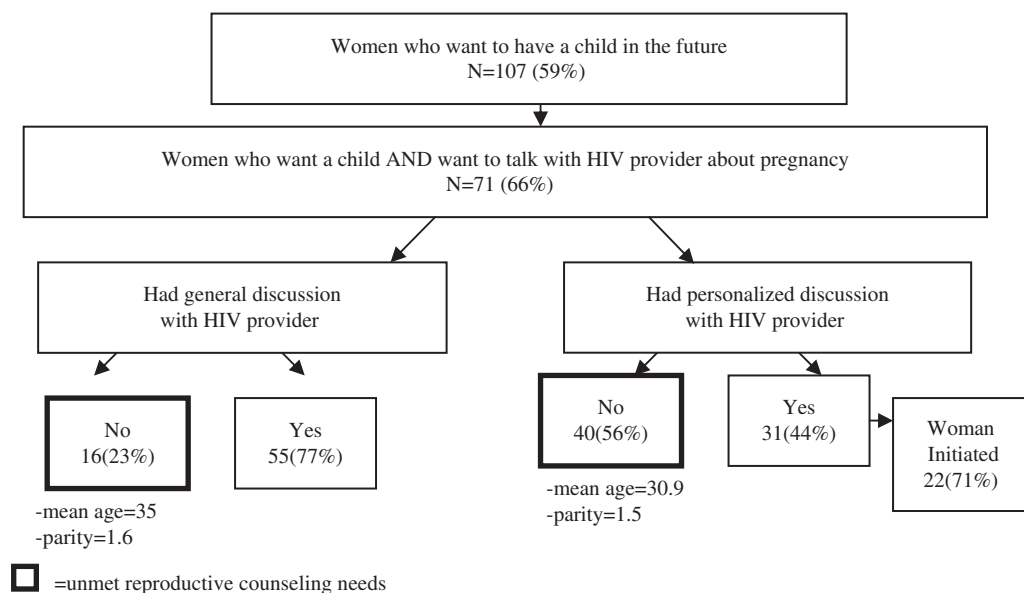 Women who want to have a child in the future
N=107 (59%)
Women who want a child AND want to talk with HIV provider about pregnancy
N=71 (66%)
Had general discussion
with HIV provider
Had personalized discussion
with HIV provider
No
16(23%)
Yes
55(77%)
No
40(56%)
Yes
31(44%)
Woman
Initiated
22(71%)
-mean age=35
-parity=1.6
-mean age=30.9
-parity=1.5
=unmet reproductive counseling needs